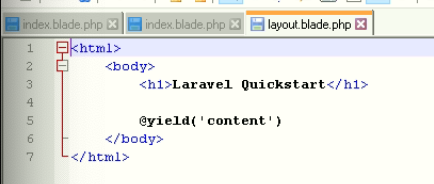 index.blade.php index.blade.php layout.blade.php
1 <html>
2 <body>
3 <h1>Laravel Quickstart</h1>
4
5 @yield('content')
6 </body>
7 </html>